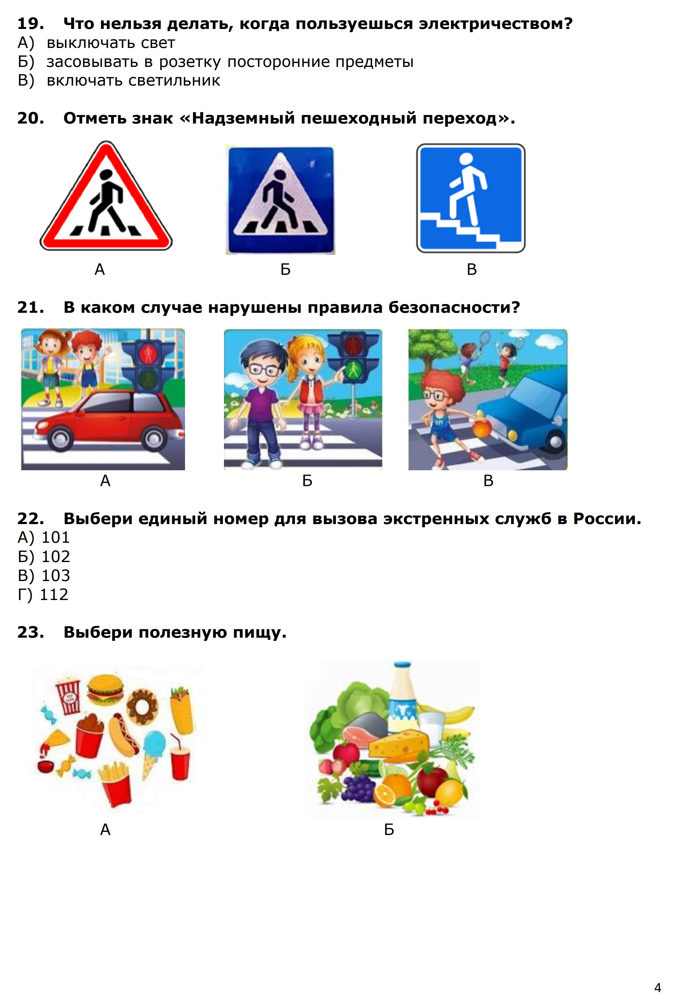 19. Что нельзя делать, когда пользуешься электричеством?
А) выключать свет
Б) засовывать в розетку посторонние предметы
В) включать светильник
20. Отметь знак «Надземный пешеходный переход».
А Б В
21. В каком случае нарушены правила безопасности?
А Б В
22. Выбери единый номер для вызова экстренных служб в России.
А) 101
Б) 102
В) 103
Г) 112
23. Выбери полезную пищу.
POP CORN
А Б
4